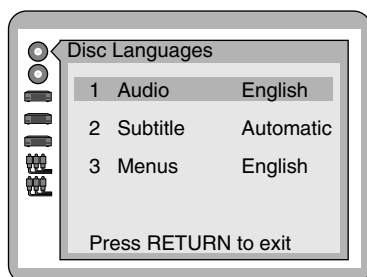 Disc Languages
1 Audio English
2 Subtitle Automatic
3 Menus English
Press RETURN to exit